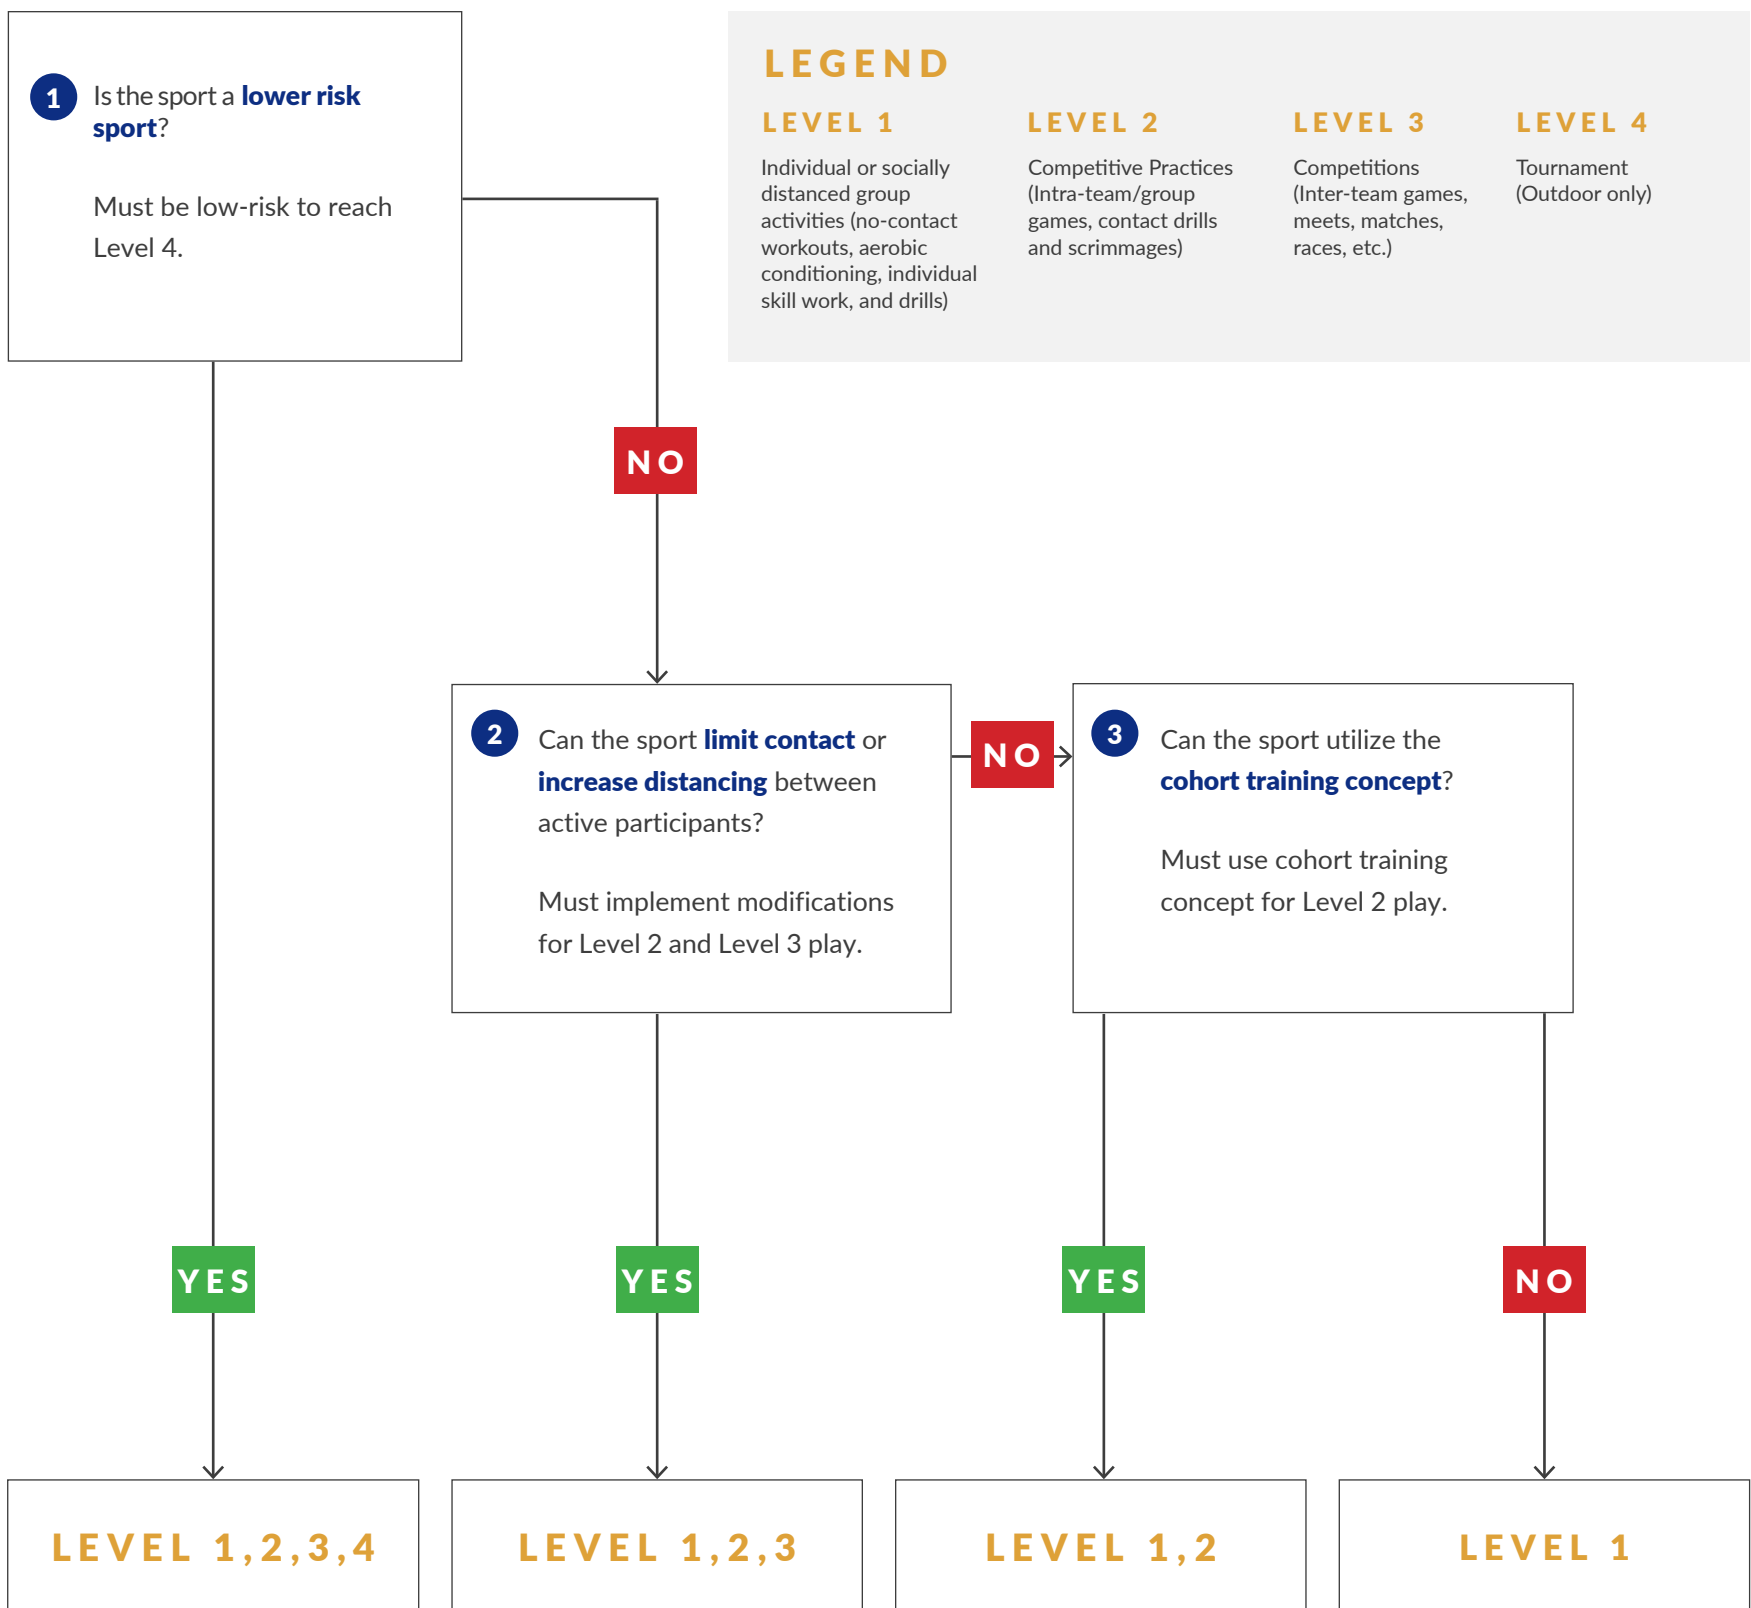 1
Is the sport a lower risk
sport?
Must be low-risk to reach
Level 4.
LEGEND
LEVEL 1
Individual or socially
distanced group
activities (no-contact
workouts, aerobic
conditioning, individual
skill work, and drills)
LEVEL 2
Competitive Practices
(Intra-team/group
games, contact drills
and scrimmages)
LEVEL 3
Competitions
(Inter-team games,
meets, matches,
races, etc.)
LEVEL 4
Tournament
(Outdoor only)
NO
2
Can the sport limit contact or
increase distancing between
active participants?
Must implement modifications
for Level 2 and Level 3 play.
NO
3
Can the sport utilize the
cohort training concept?
Must use cohort training
concept for Level 2 play.
YES
YES
YES
NO
LEVEL 1,2,3,4
LEVEL 1,2,3
LEVEL 1,2
LEVEL 1